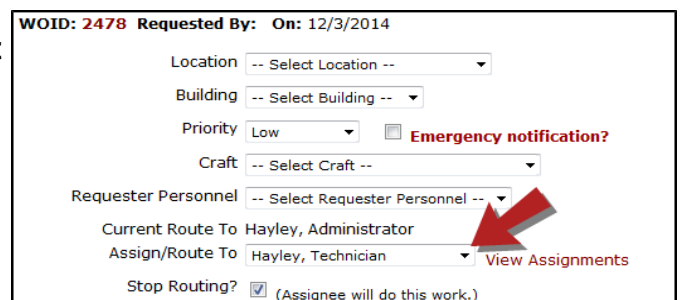 WOID: 2478 Requested By: On: 12/3/2014
Location -- Select Location --
Building -- Select Building --
Priority Low Emergency notification?
Craft -- Select Craft --
Requester Personnel -- Select Requester Personnel --
Current Route To Hayley, Administrator
Assign/Route To Hayley, Technician View Assignments
Stop Routing? (Assignee will do this work.)